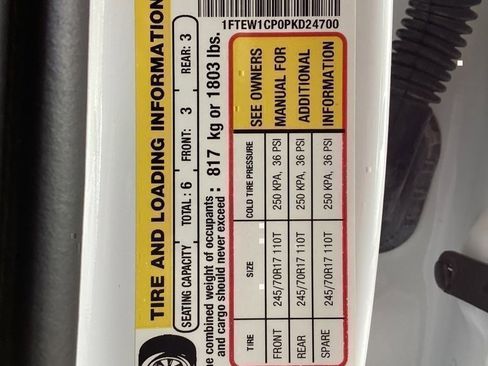 1FTEW1CP0PKD24700
TIRE AND LOADING INFORMATION
SEATING CAPACITY TOTAL : 6 FRONT: 3 REAR: 3
e combined weight of occupants
and cargo should never exceed : 817 kg or 1803 lbs.
TIRE SIZE COLD TIRE PRESSURE SEE OWNERS
FRONT 245/70R17 110T 250 KPA, 36 PSI MANUAL FOR
REAR 245/70R17 110T 250 KPA, 36 PSI ADDITIONAL
SPARE 245/70R17 110T 250 KPA, 36 PSI INFORMATION